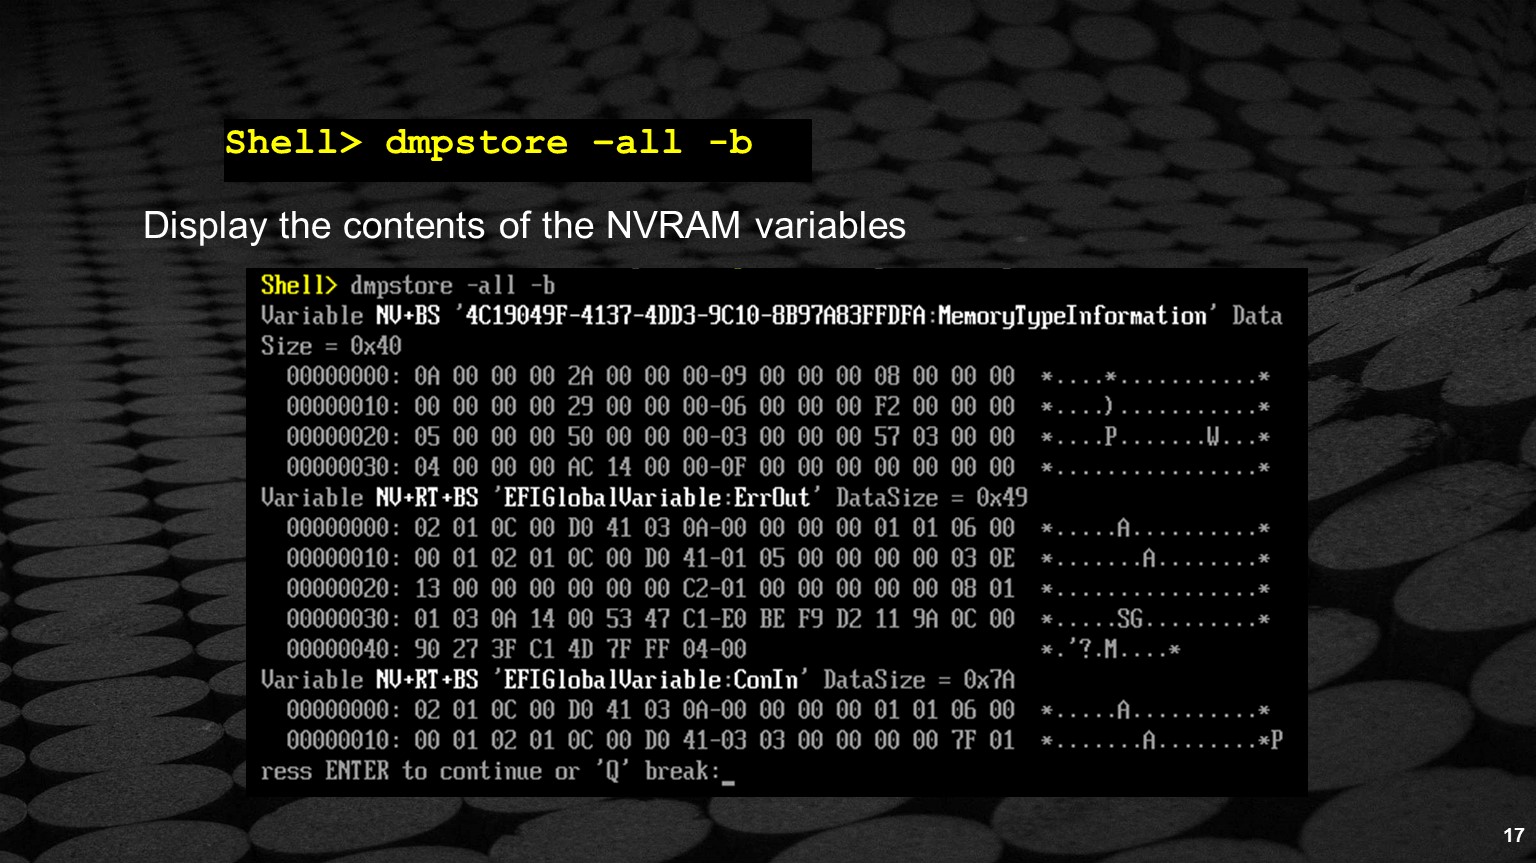 Shell> dmpstore –all -b
Display the contents of the NVRAM variables
Shell> dmpstore -all -b
Variable NV+BS '4C19049F-4137-4DD3-9C10-8B97A83FFDFA:MemoryTypeInformation' Data
Size = 0x40
00000000: 0A 00 00 00 2A 00 00 00-09 00 00 00 08 00 00 00 *....*...........*
00000010: 00 00 00 00 29 00 00 00-06 00 00 00 F2 00 00 00 *....)...........*
00000020: 05 00 00 00 50 00 00 00-03 00 00 00 57 03 00 00 *....P.......W...*
00000030: 04 00 00 00 AC 14 00 00-0F 00 00 00 00 00 00 00 *................*
Variable NV+RT+BS 'EFIGlobalVariable:ErrOut' DataSize = 0x49
00000000: 02 01 0C 00 D0 41 03 0A-00 00 00 00 01 01 06 00 *.....A..........*
00000010: 00 01 02 01 0C 00 D0 41-01 05 00 00 00 00 03 0E *.......A........*
00000020: 13 00 00 00 00 00 00 C2-01 00 00 00 00 00 08 01 *................*
00000030: 01 03 0A 14 00 53 47 C1-E0 BE F9 D2 11 9A 0C 00 *.....SG.........*
00000040: 90 27 3F C1 4D 7F FF 04-00 *.'?.M....*
Variable NV+RT+BS 'EFIGlobalVariable:ConIn' DataSize = 0x7A
00000000: 02 01 0C 00 D0 41 03 0A-00 00 00 00 01 01 06 00 *.....A..........*
00000010: 00 01 02 01 0C 00 D0 41-03 03 00 00 00 00 7F 01 *.......A........*P
ress ENTER to continue or 'Q' break:_
17